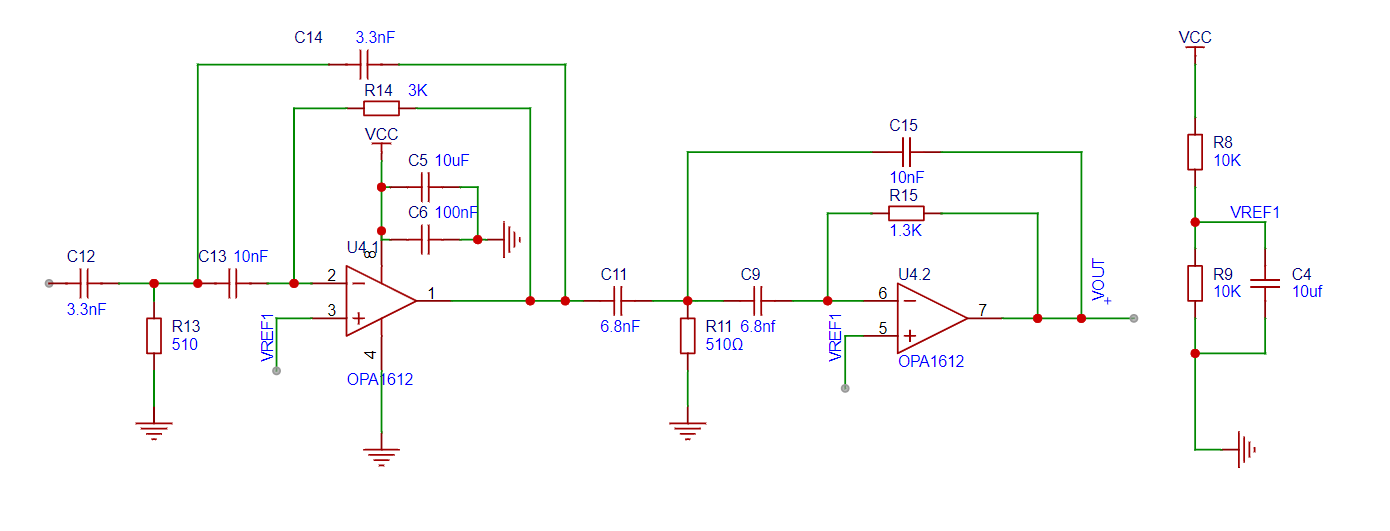 C14 3.3nF
R14 3K
VCC
C5 10uF
C6 100nF
U4.1
8
C12
3.3nF
C13 10nF
2
1
3
4
R13
510
VREF1
OPA1612
C11
6.8nF
C9
6.8nf
R11
510Ω
C15
10nF
R15
1.3K
U4.2
6
7
5
VREF1
OPA1612
VOUT
+
VCC
R8
10K
VREF1
R9
10K
C4
10uf